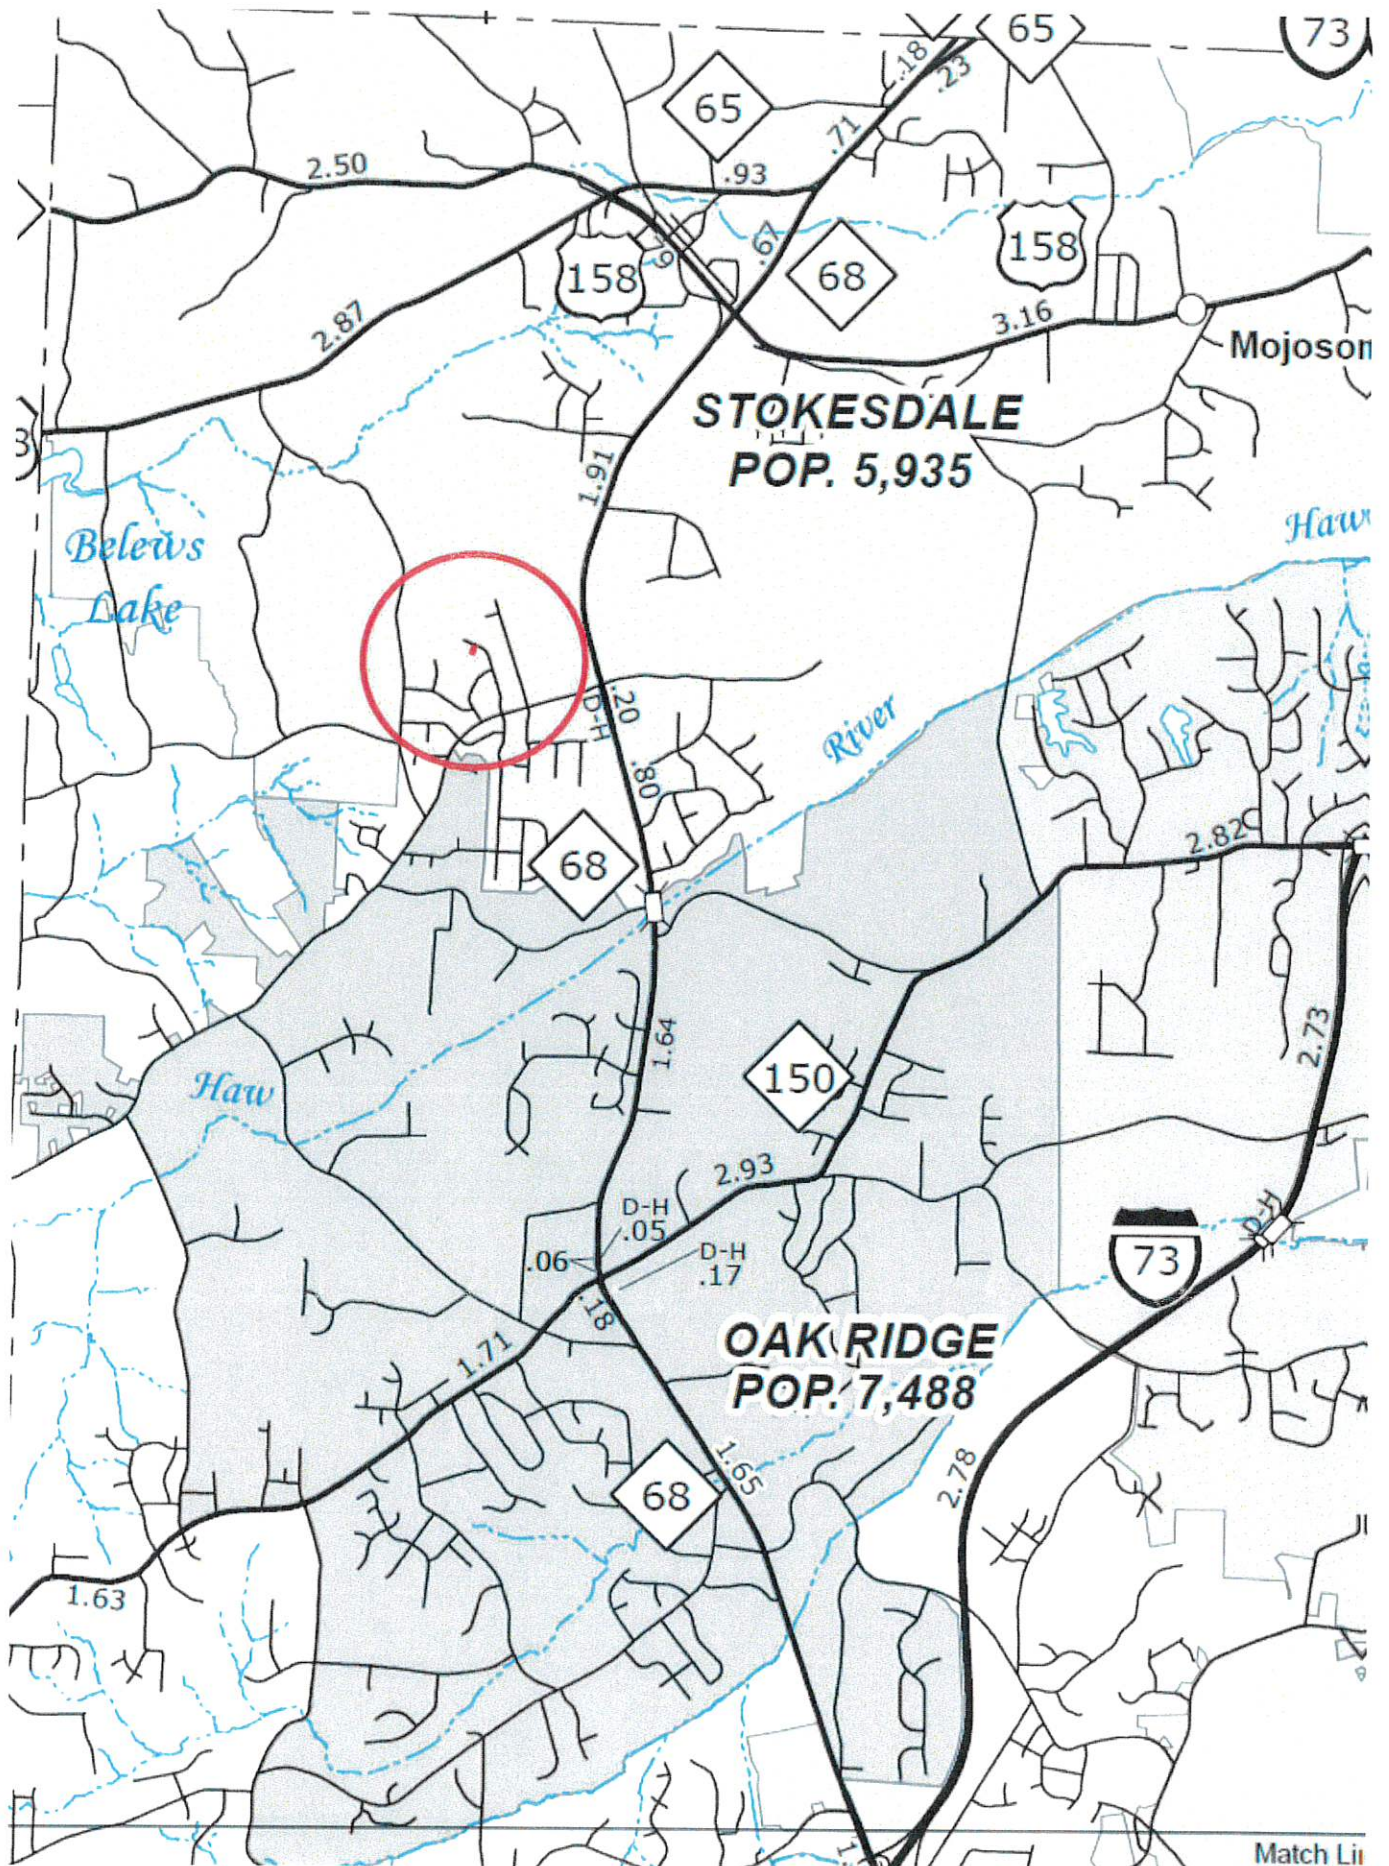 65
73
.18
.23
65
.71
2.50
.93
.67
158
158
68
2.87
3.16
Mojoson
STOKESDALE
POP. 5,935
1.91
Haw
Belews
Lake
.20
D-H
River
.80
2.82
68
1.64
2.73
150
Haw
2.93
D-H
.05
D-H
.17
.06
D-H
73
.18
OAK RIDGE
POP. 7,488
1.71
1.65
2.78
68
1.63
Match Li